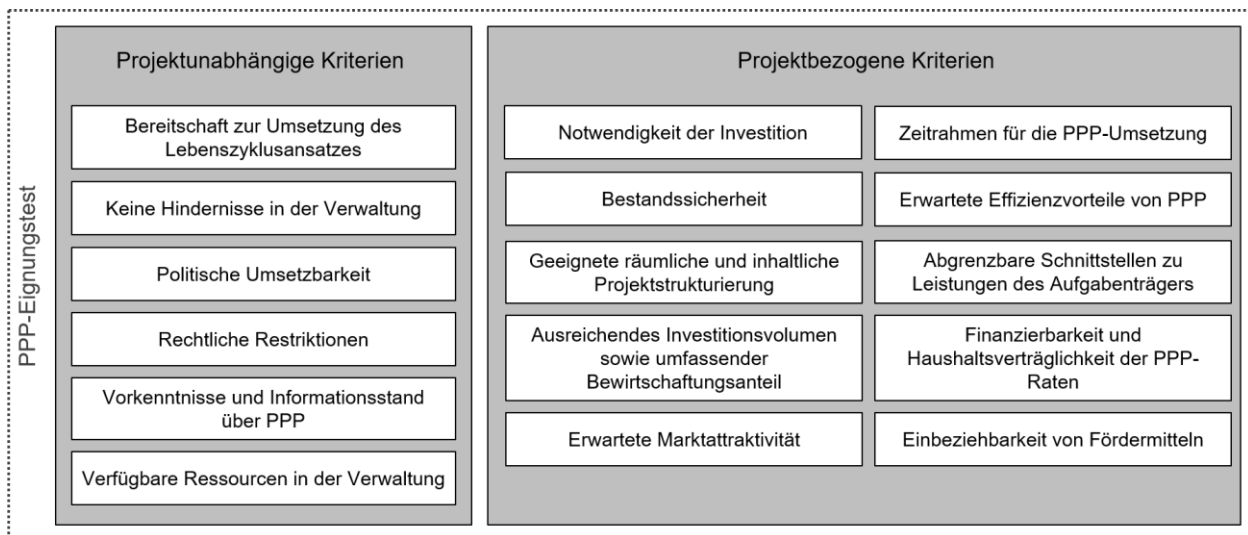 PPP-Eignungstest
Projektunabhängige Kriterien
Bereitschaft zur Umsetzung des
Lebenszyklusansatzes
Keine Hindernisse in der Verwaltung
Politische Umsetzbarkeit
Rechtliche Restriktionen
Vorkenntnisse und Informationsstand
über PPP
Verfügbare Ressourcen in der Verwaltung
Projektbezogene Kriterien
Notwendigkeit der Investition
Bestandssicherheit
Geeignete räumliche und inhaltliche
Projektstrukturierung
Ausreichendes Investitionsvolumen
sowie umfassender
Bewirtschaftungsanteil
Erwartete Marktattraktivität
Zeitrahmen für die PPP-Umsetzung
Erwartete Effizienzvorteile von PPP
Abgrenzbare Schnittstellen zu
Leistungen des Aufgabenträgers
Finanzierbarkeit und
Haushaltsverträglichkeit der PPP-
Raten
Einbeziehbarkeit von Fördermitteln